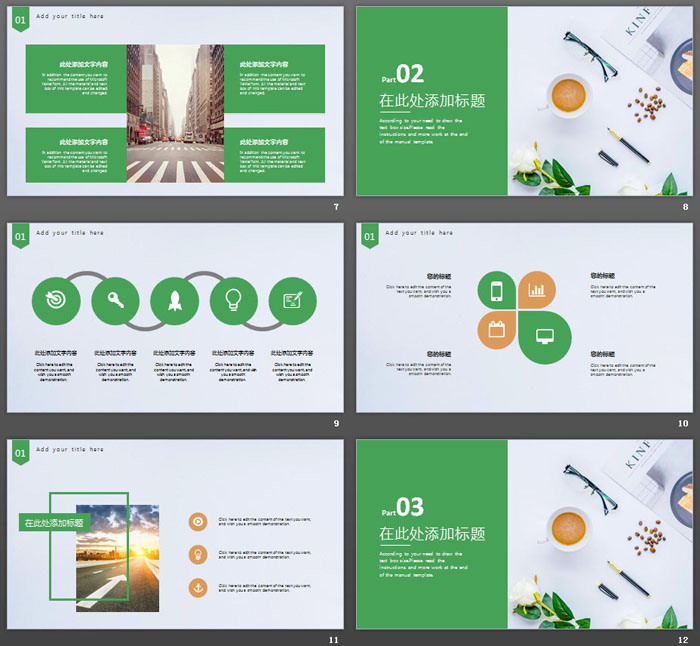 01
Add your title here
此处添加文字内容
In addition the content you want to
recommend the use of Microsoft
YaHei font. All the material and text
box of this template can be edited
and changed.
此处添加文字内容
In addition the content you want to
recommend the use of Microsoft
YaHei font. All the material and text
box of this template can be edited
and changed.
此处添加文字内容
In addition the content you want to
recommend the use of Microsoft
YaHei font. All the material and text
box of this template can be edited
and changed.
此处添加文字内容
In addition the content you want to
recommend the use of Microsoft
YaHei font. All the material and text
box of this template can be edited
and changed.
7
Part02
在此处添加标题
According to your need to draw the
text box size.Please read the
instructions and more work at the end
of the manual template.
KINF
8
01
Add your title here
此处添加文字内容
Click here to edit the
content you want, and
wish you a smooth
demonstration.
此处添加文字内容
Click here to edit the
content you want, and
wish you a smooth
demonstration.
此处添加文字内容
Click here to edit the
content you want, and
wish you a smooth
demonstration.
此处添加文字内容
Click here to edit the
content you want, and
wish you a smooth
demonstration.
此处添加文字内容
Click here to edit the
content you want, and
wish you a smooth
demonstration.
9
01
Add your title here
您的标题
Click here to edit the content of the
text you want, and wish you a
smooth demonstration.
您的标题
Click here to edit the content of the
text you want, and wish you a
smooth demonstration.
您的标题
Click here to edit the content of the
text you want, and wish you a
smooth demonstration.
您的标题
Click here to edit the content of the
text you want, and wish you a
smooth demonstration.
10
01
Add your title here
在此处添加标题
Click here to edit the content of the text you want,
and wish you a smooth demonstration.
Click here to edit the content of the text you want,
and wish you a smooth demonstration.
Click here to edit the content of the text you want,
and wish you a smooth demonstration.
11
Part03
在此处添加标题
According to your need to draw the
text box size.Please read the
instructions and more work at the end
of the manual template.
KINF
12